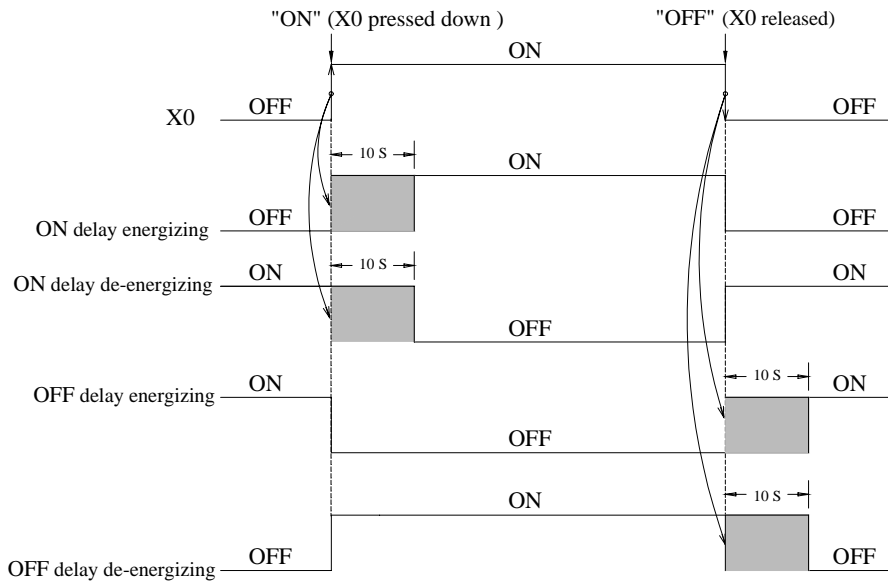 "ON" (X0 pressed down )
"OFF" (X0 released)
ON
X0
OFF
OFF
10 S
ON
ON delay energizing
OFF
OFF
10 S
ON delay de-energizing
ON
ON
OFF
10 S
OFF delay energizing
ON
ON
OFF
10 S
ON
OFF delay de-energizing
OFF
OFF